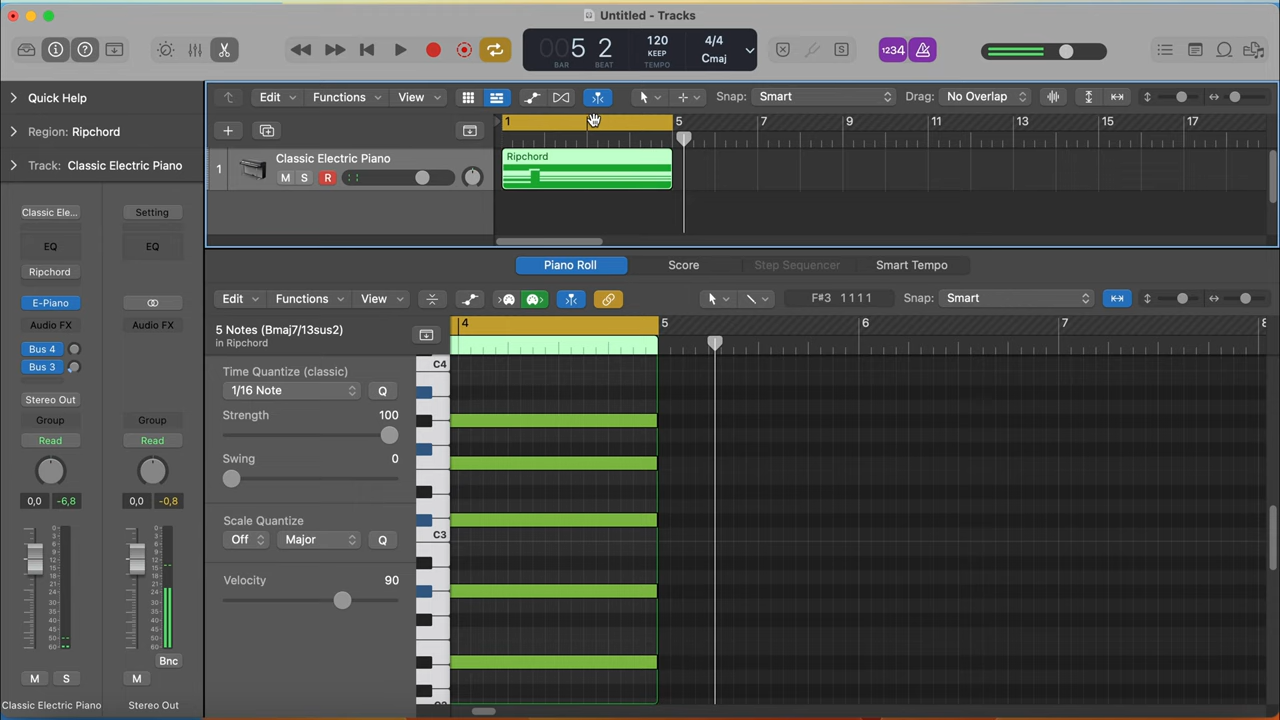 Untitled - Tracks
5 2
BAR BEAT
120
KEEP
TEMPO
4/4
Cmaj
1234
Quick Help
Region: Ripchord
Track: Classic Electric Piano
Edit Functions View Snap: Smart Drag: No Overlap
1 5 7 9 11 13 15 17
1 Classic Electric Piano
M S R
Ripchord
Classic Ele...
Setting
EQ
EQ
Ripchord
E-Piano
Audio FX
Audio FX
Bus 4
Bus 3
Stereo Out
Group
Group
Read
Read
0,0 -6,8
0,0 -0,8
Bnc
M S
M
Classic Electric Piano
Stereo Out
Piano Roll Score Step Sequencer Smart Tempo
Edit Functions View F#3 1 1 1 1 Snap: Smart
4 5 6 7 8
5 Notes (Bmaj7/13sus2)
in Ripchord
Time Quantize (classic)
1/16 Note Q
Strength 100
Swing 0
Scale Quantize
Off Major Q
Velocity 90
C4
C3